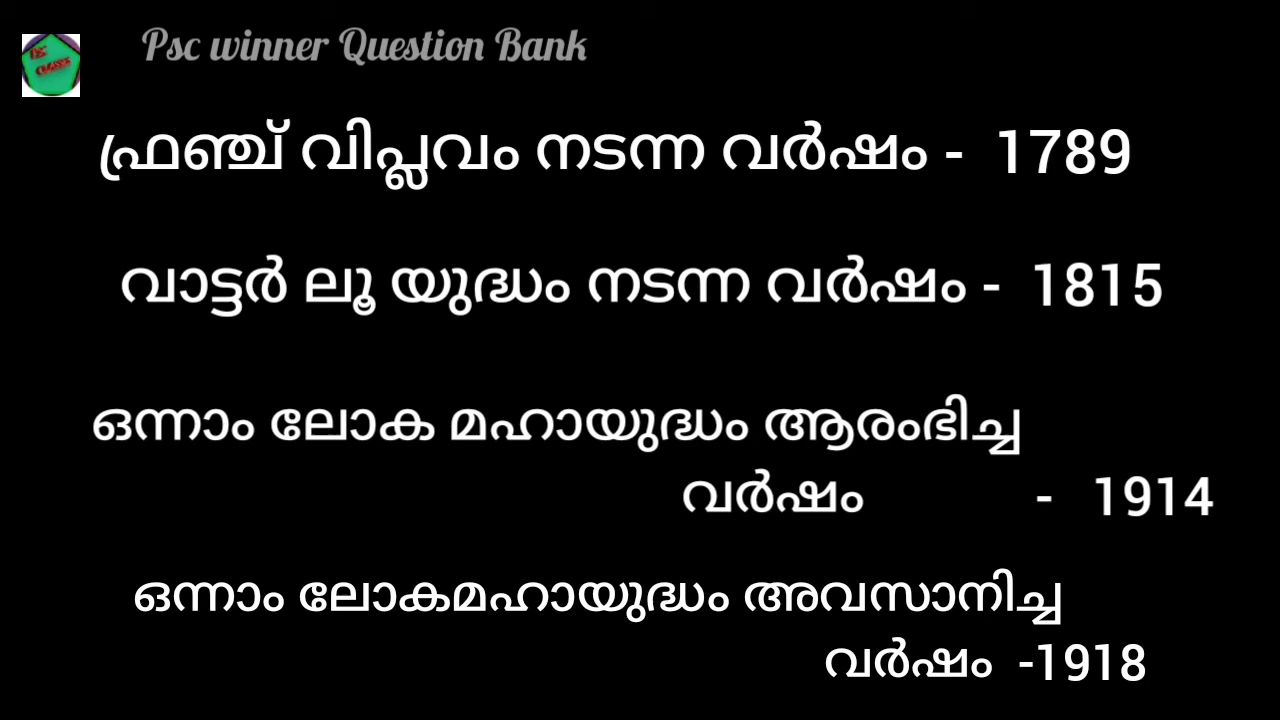 Psc winner Question Bank
ഫ്രഞ്ച് വിപ്ലവം നടന്ന വർഷം - 1789
വാട്ടർ ലൂ യുദ്ധം നടന്ന വർഷം - 1815
ഒന്നാം ലോക മഹായുദ്ധം ആരംഭിച്ച
വർഷം - 1914
ഒന്നാം ലോകമഹായുദ്ധം അവസാനിച്ച
വർഷം -1918